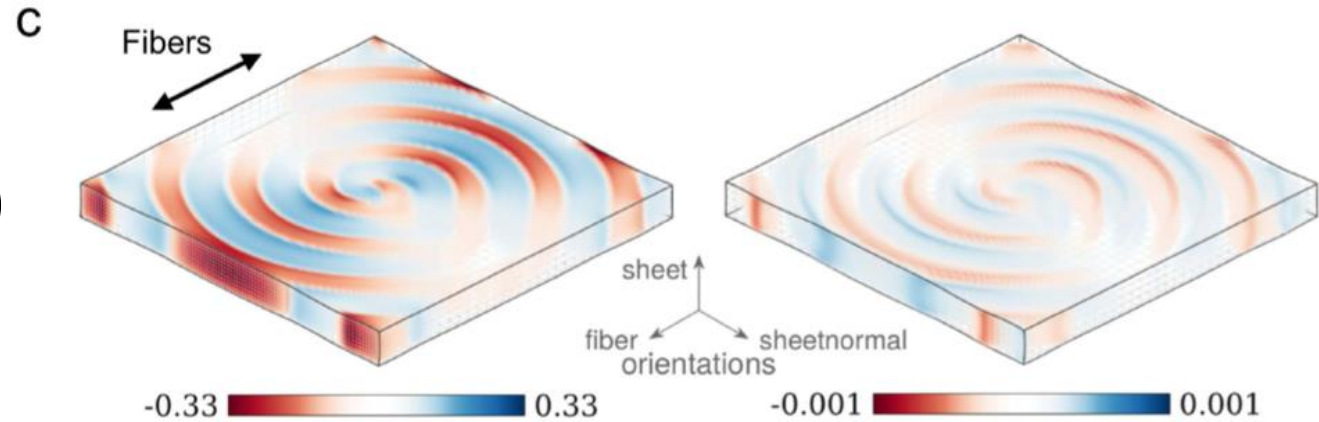 C
Fibers
sheet
fiber
sheetnormal
orientations
-0.33
0.33
-0.001
0.001